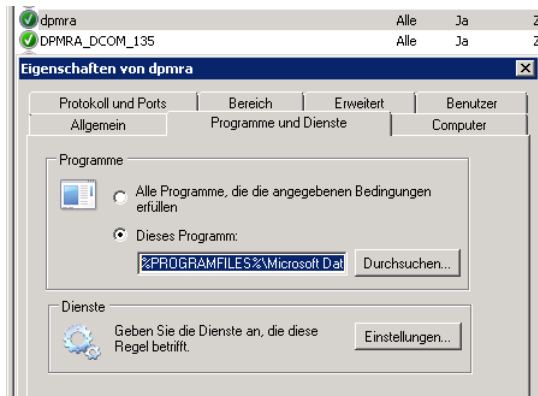 dpmra Alle Ja
DPMRA_DCOM_135 Alle Ja
Eigenschaften von dpmra
Protokoll und Ports Bereich Erweitert Benutzer
Allgemein Programme und Dienste Computer
Programme
Alle Programme, die die angegebenen Bedingungen
erfüllen
Dieses Programm:
%PROGRAMFILES%\Microsoft Dat Durchsuchen...
Dienste
Geben Sie die Dienste an, die diese
Regel betrifft.
Einstellungen...